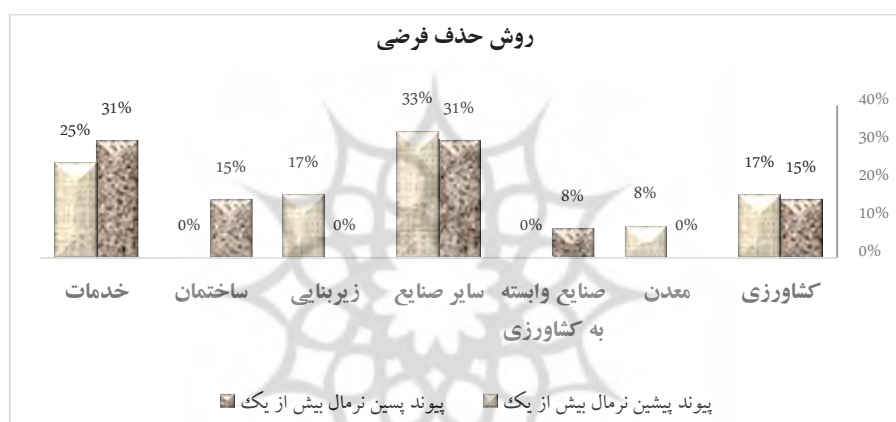 روش حذف فرضی
40%
30%
20%
10%
0%
17% 15%
8% 0%
0% 8%
33% 31%
17% 0%
0% 15%
25% 31%
کشاورزی
معدن
صنایع وابسته
به کشاورزی
سایر صنایع
زیربنایی
ساختمان
خدمات
پیوند پیشین نرمال بیش از یک
پیوند پسین نرمال بیش از یک